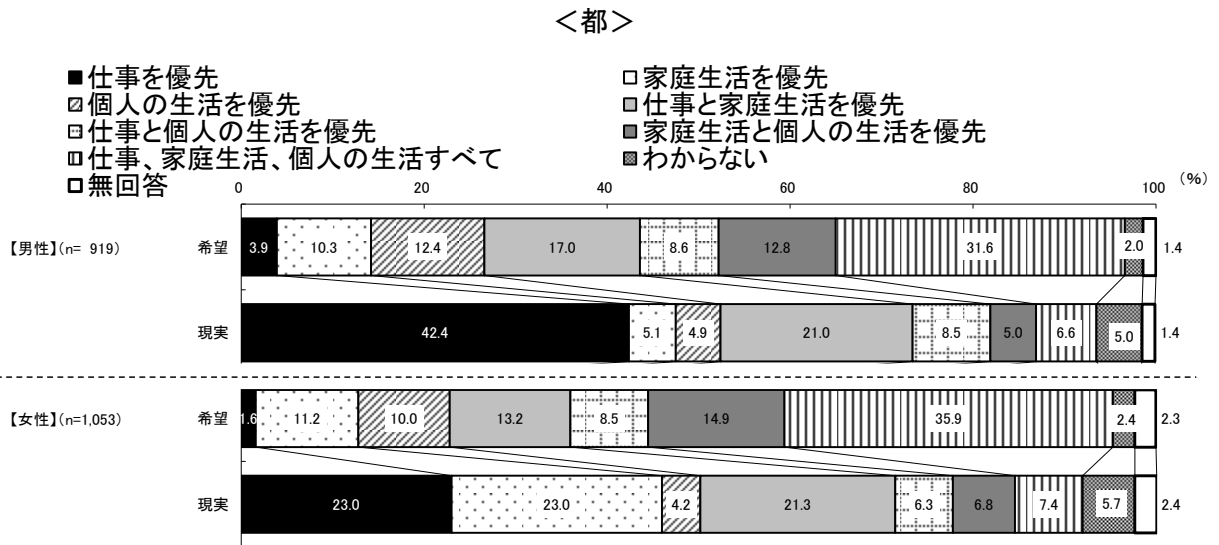 ＜都＞
■仕事を優先 □家庭生活を優先
個人の生活を優先 仕事と家庭生活を優先
仕事と個人の生活を優先 家庭生活と個人の生活を優先
仕事、家庭生活、個人の生活すべて わからない
無回答
0 20 40 60 80 100 (%)
【男性】(n= 919) 希望 3.9 10.3 12.4 17.0 8.6 12.8 31.6 2.0 1.4
現実 42.4 5.1 4.9 21.0 8.5 5.0 6.6 5.0 1.4
【女性】(n=1,053) 希望 1.6 11.2 10.0 13.2 8.5 14.9 35.9 2.4 2.3
現実 23.0 23.0 4.2 21.3 6.3 6.8 7.4 5.7 2.4